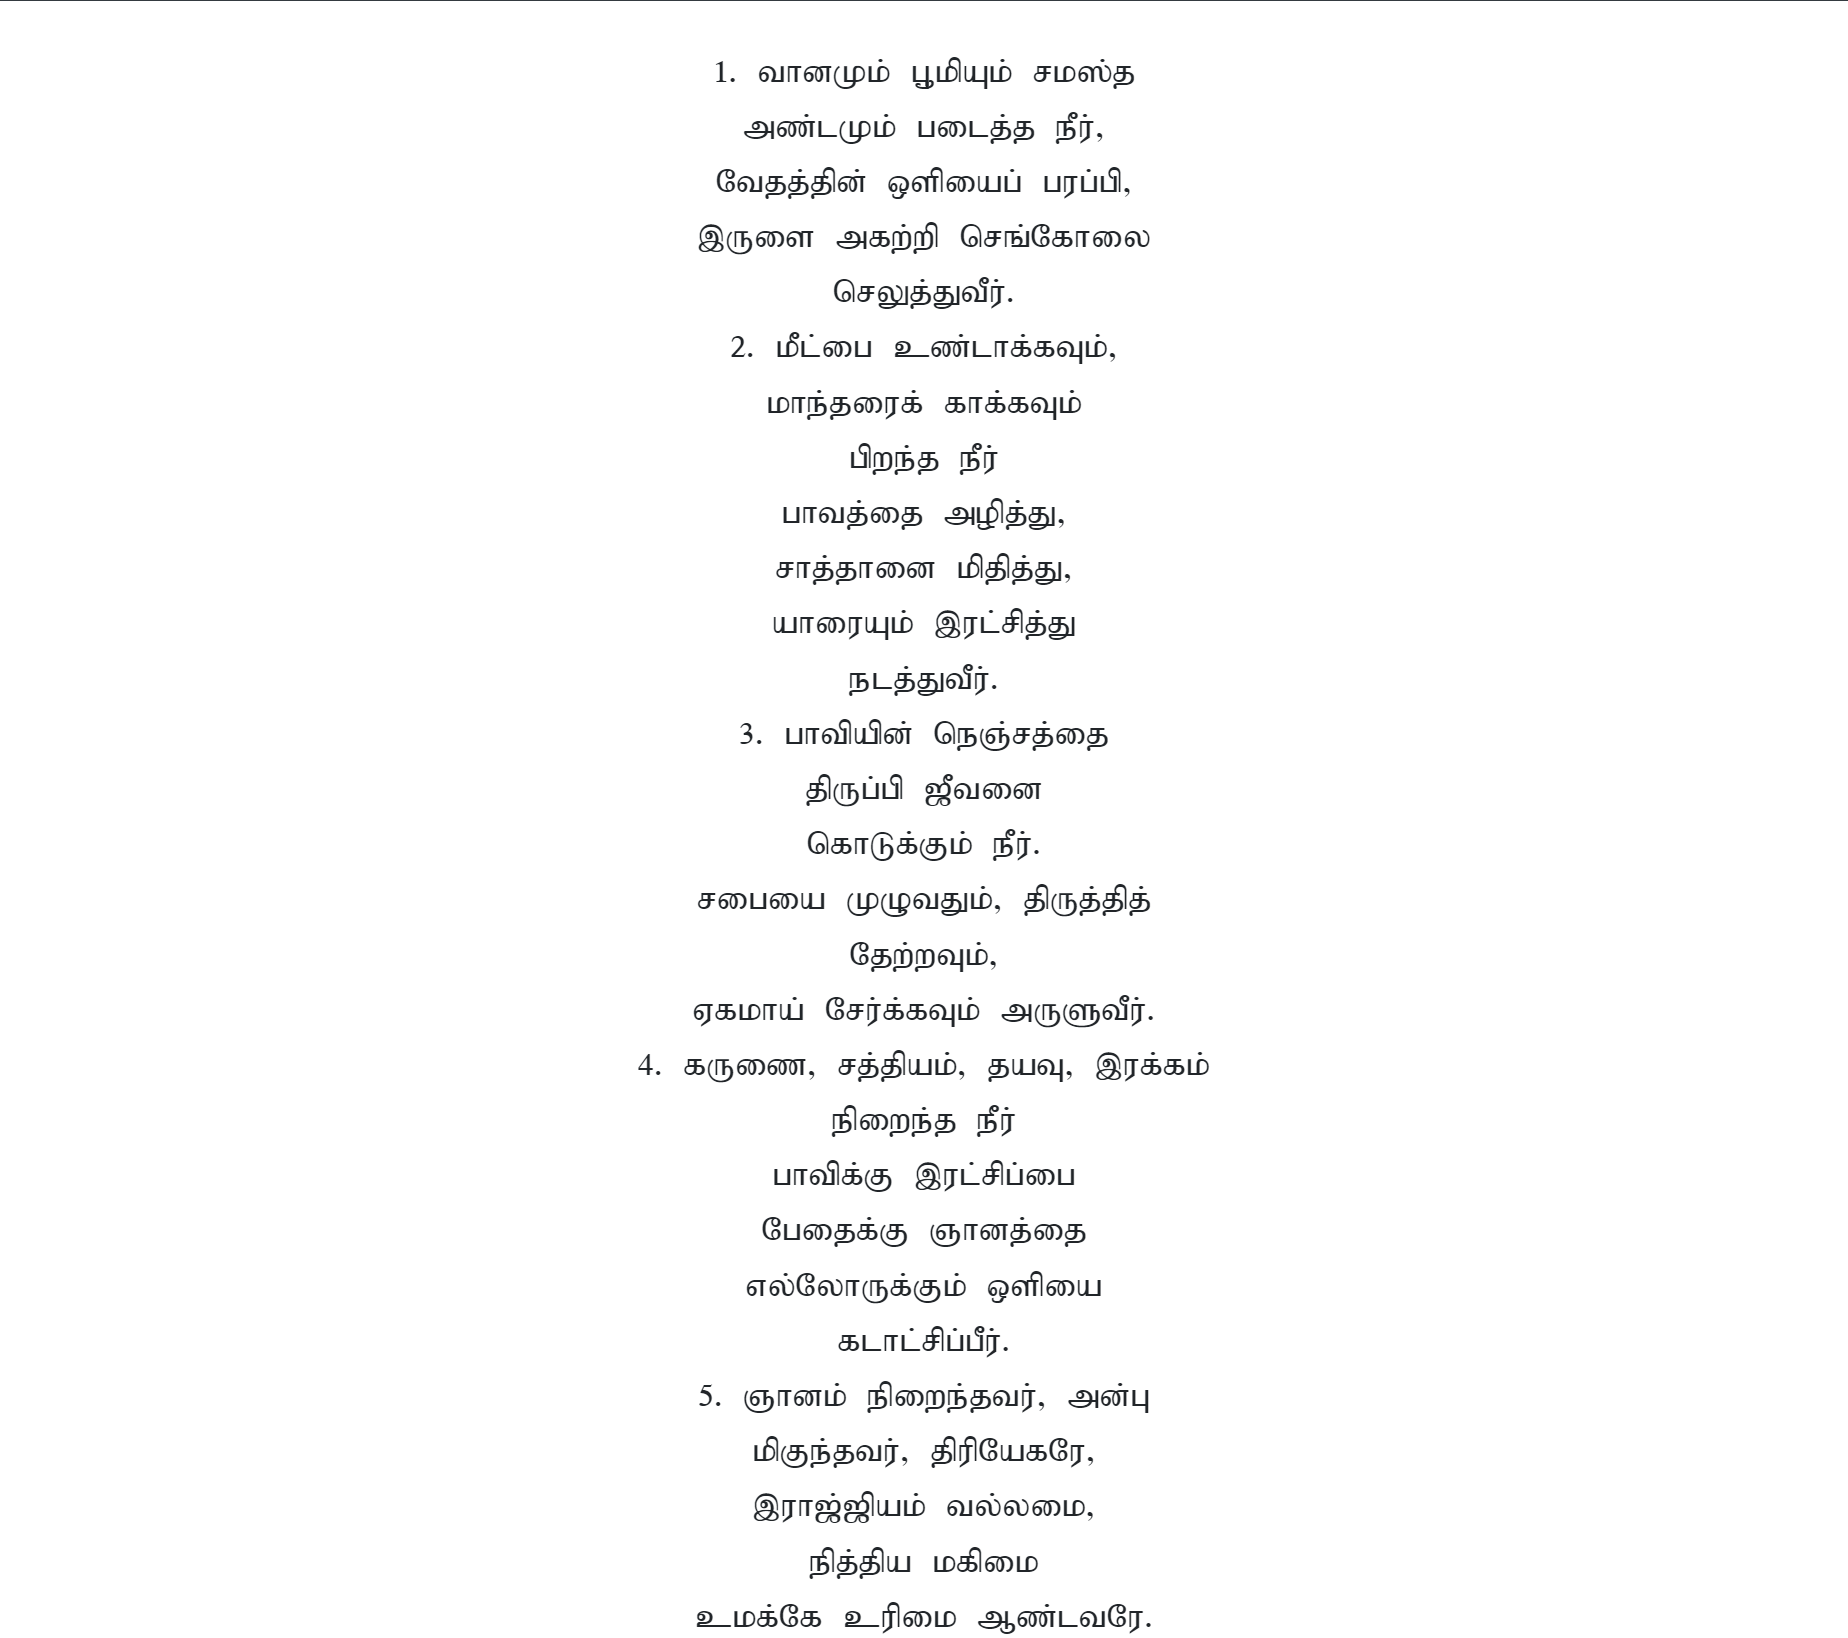 1. வானமும் பூமியும் சமஸ்த
அண்டமும் படைத்த நீர்,
வேதத்தின் ஒளியைப் பரப்பி,
இருளை அகற்றி செங்கோலை
செலுத்துவீர்.
2. மீட்பை உண்டாக்கவும்,
மாந்தரைக் காக்கவும்
பிறந்த நீர்
பாவத்தை அழித்து,
சாத்தானை மிதித்து,
யாரையும் இரட்சித்து
நடத்துவீர்.
3. பாவியின் நெஞ்சத்தை
திருப்பி ஜீவனை
கொடுக்கும் நீர்.
சபையை முழுவதும், திருத்தித்
தேற்றவும்,
ஏகமாய் சேர்க்கவும் அருளுவீர்.
4. கருணை, சத்தியம், தயவு, இரக்கம்
நிறைந்த நீர்
பாவிக்கு இரட்சிப்பை
பேதைக்கு ஞானத்தை
எல்லோருக்கும் ஒளியை
கடாட்சிப்பீர்.
5. ஞானம் நிறைந்தவர், அன்பு
மிகுந்தவர், திரியேகரே,
இராஜ்ஜியம் வல்லமை,
நித்திய மகிமை
உமக்கே உரிமை ஆண்டவரே.